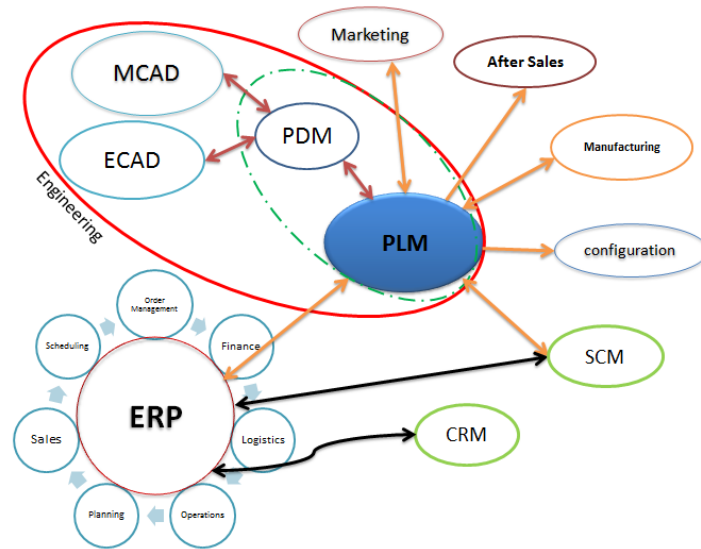 Marketing
After Sales
MCAD
PDM
Manufacturing
ECAD
Engineering
PLM
configuration
Order
Management
Scheduling
Finance
SCM
ERP
Sales
Logistics
CRM
Planning
Operations